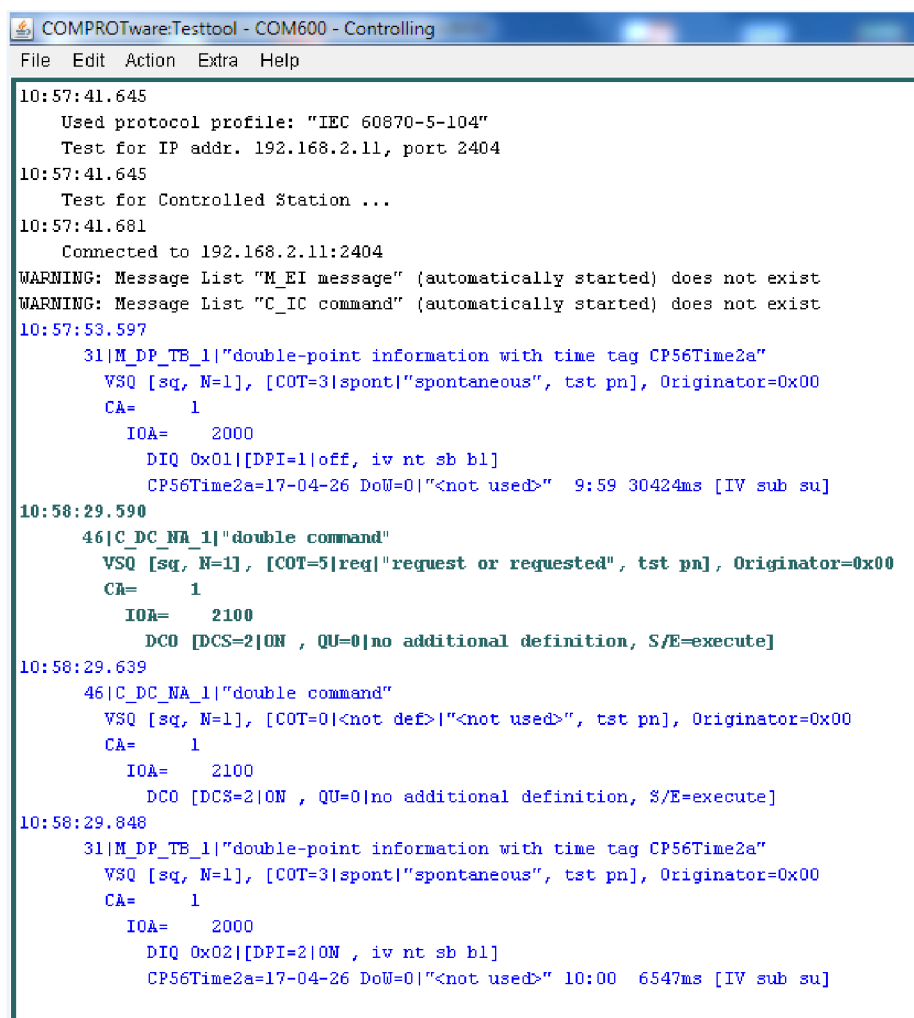 COMPROTware:Testtool - COM600 - Controlling
File Edit Action Extra Help
10:57:41.645
Used protocol profile: "IEC 60870-5-104"
Test for IP addr. 192.168.2.11, port 2404
10:57:41.645
Test for Controlled Station ...
10:57:41.681
Connected to 192.168.2.11:2404
WARNING: Message List "M_EI message" (automatically started) does not exist
WARNING: Message List "C_IC command" (automatically started) does not exist
10:57:53.597
31|M_DP_TB_1|"double-point information with time tag CP56Time2a"
VSQ [sq, N=1], [COT=3|spont|"spontaneous", tst pn], Originator=0x00
CA= 1
IOA= 2000
DIQ 0x01|[DPI=1|off, iv nt sb bl]
CP56Time2a=17-04-26 DoW=0|"<not used>" 9:59 30424ms [IV sub su]
10:58:29.590
46|C_DC_NA_1|"double command"
VSQ [sq, N=1], [COT=5|req|"request or requested", tst pn], Originator=0x00
CA= 1
IOA= 2100
DCO [DCS=2|ON , QU=0|no additional definition, S/E=execute]
10:58:29.639
46|C_DC_NA_1|"double command"
VSQ [sq, N=1], [COT=0|<not def>|"<not used>", tst pn], Originator=0x00
CA= 1
IOA= 2100
DCO [DCS=2|ON , QU=0|no additional definition, S/E=execute]
10:58:29.848
31|M_DP_TB_1|"double-point information with time tag CP56Time2a"
VSQ [sq, N=1], [COT=3|spont|"spontaneous", tst pn], Originator=0x00
CA= 1
IOA= 2000
DIQ 0x02|[DPI=2|ON , iv nt sb bl]
CP56Time2a=17-04-26 DoW=0|"<not used>" 10:00 6547ms [IV sub su]